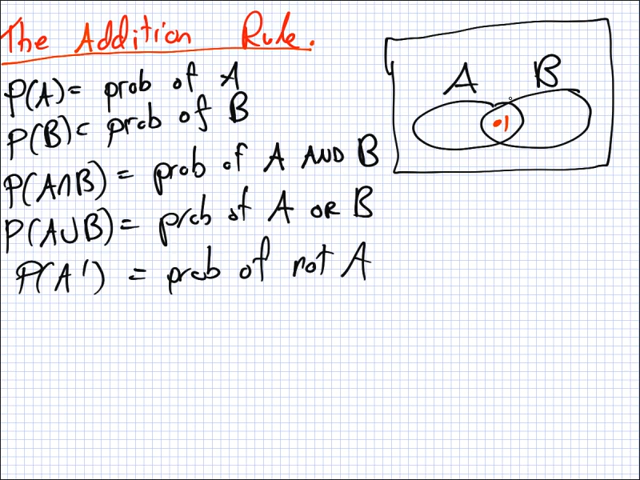 The Addition Rule.
P(A)= prob of A
P(B)= prob of B
P(A∩B) = prob of A AND B
P(A∪B) = prob of A OR B
P(A') = prob of not A
A B
•1